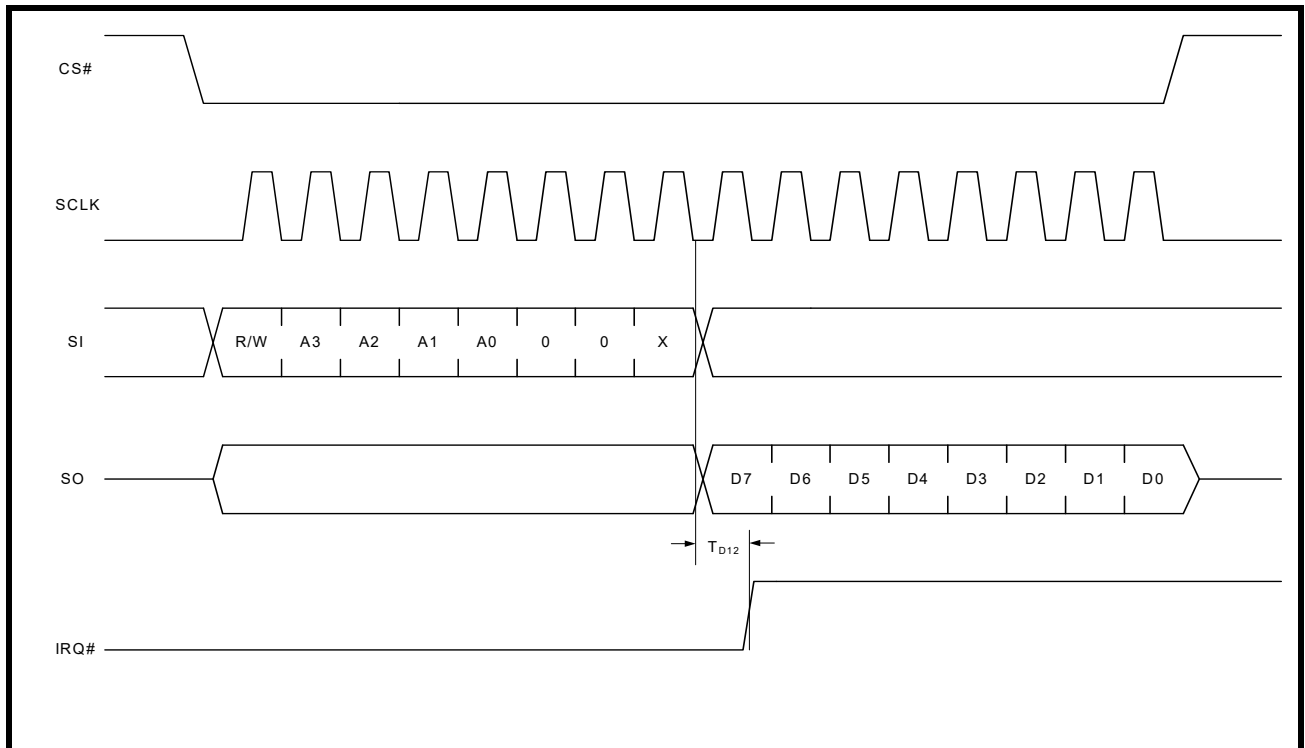 CS#
SCLK
SI
R/W A3 A2 A1 A0 0 0 X
SO
D7 D6 D5 D4 D3 D2 D1 D0
TD12
IRQ#